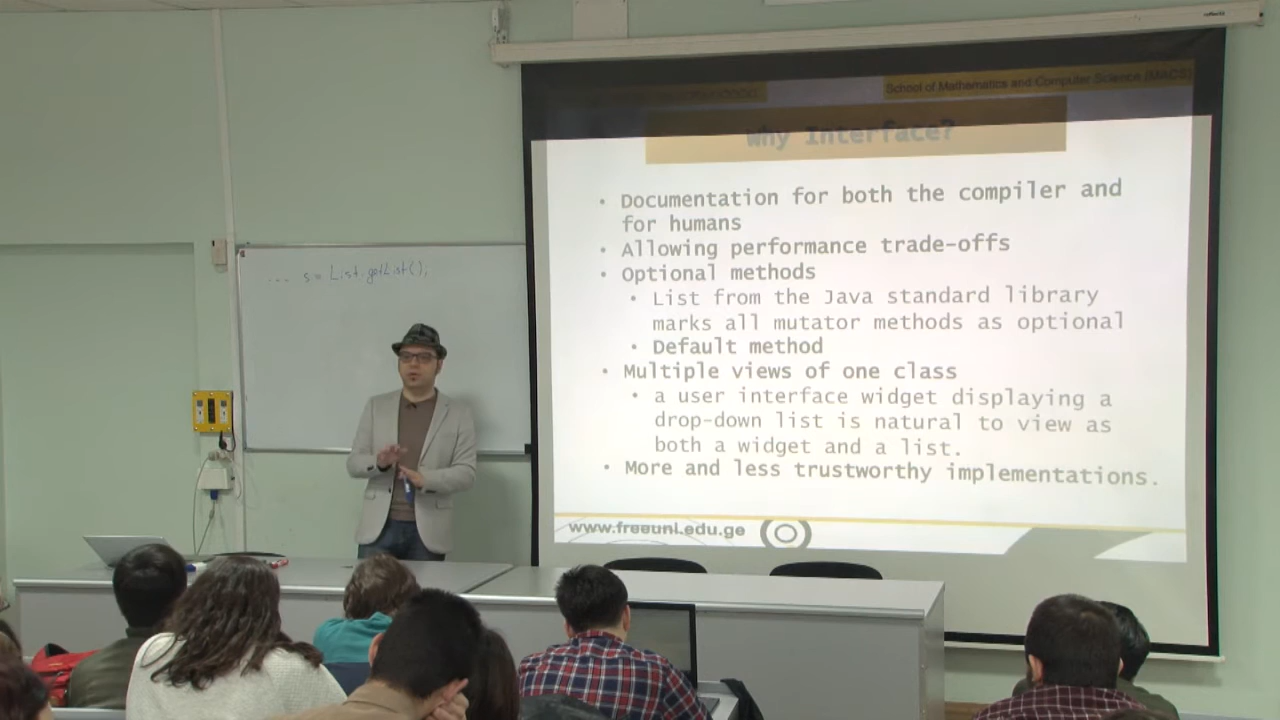 School of Mathematics and Computer Science (MACS)
Why Interface?
• Documentation for both the compiler and
for humans
• Allowing performance trade-offs
• Optional methods
• List from the Java standard library
marks all mutator methods as optional
• Default method
• Multiple views of one class
• a user interface widget displaying a
drop-down list is natural to view as
both a widget and a list.
• More and less trustworthy implementations.
www.freeuni.edu.ge
... s = List.getList();